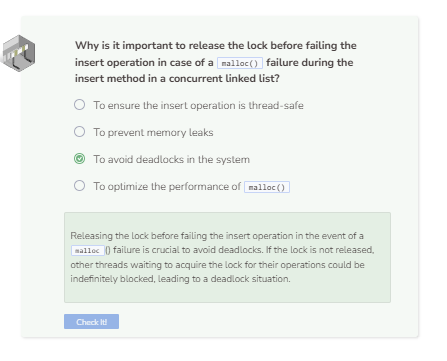 Why is it important to release the lock before failing the
insert operation in case of a malloc() failure during the
insert method in a concurrent linked list?
To ensure the insert operation is thread-safe
To prevent memory leaks
To avoid deadlocks in the system
To optimize the performance of malloc()
Releasing the lock before failing the insert operation in the event of a
malloc () failure is crucial to avoid deadlocks. If the lock is not released,
other threads waiting to acquire the lock for their operations could be
indefinitely blocked, leading to a deadlock situation.
Check It!